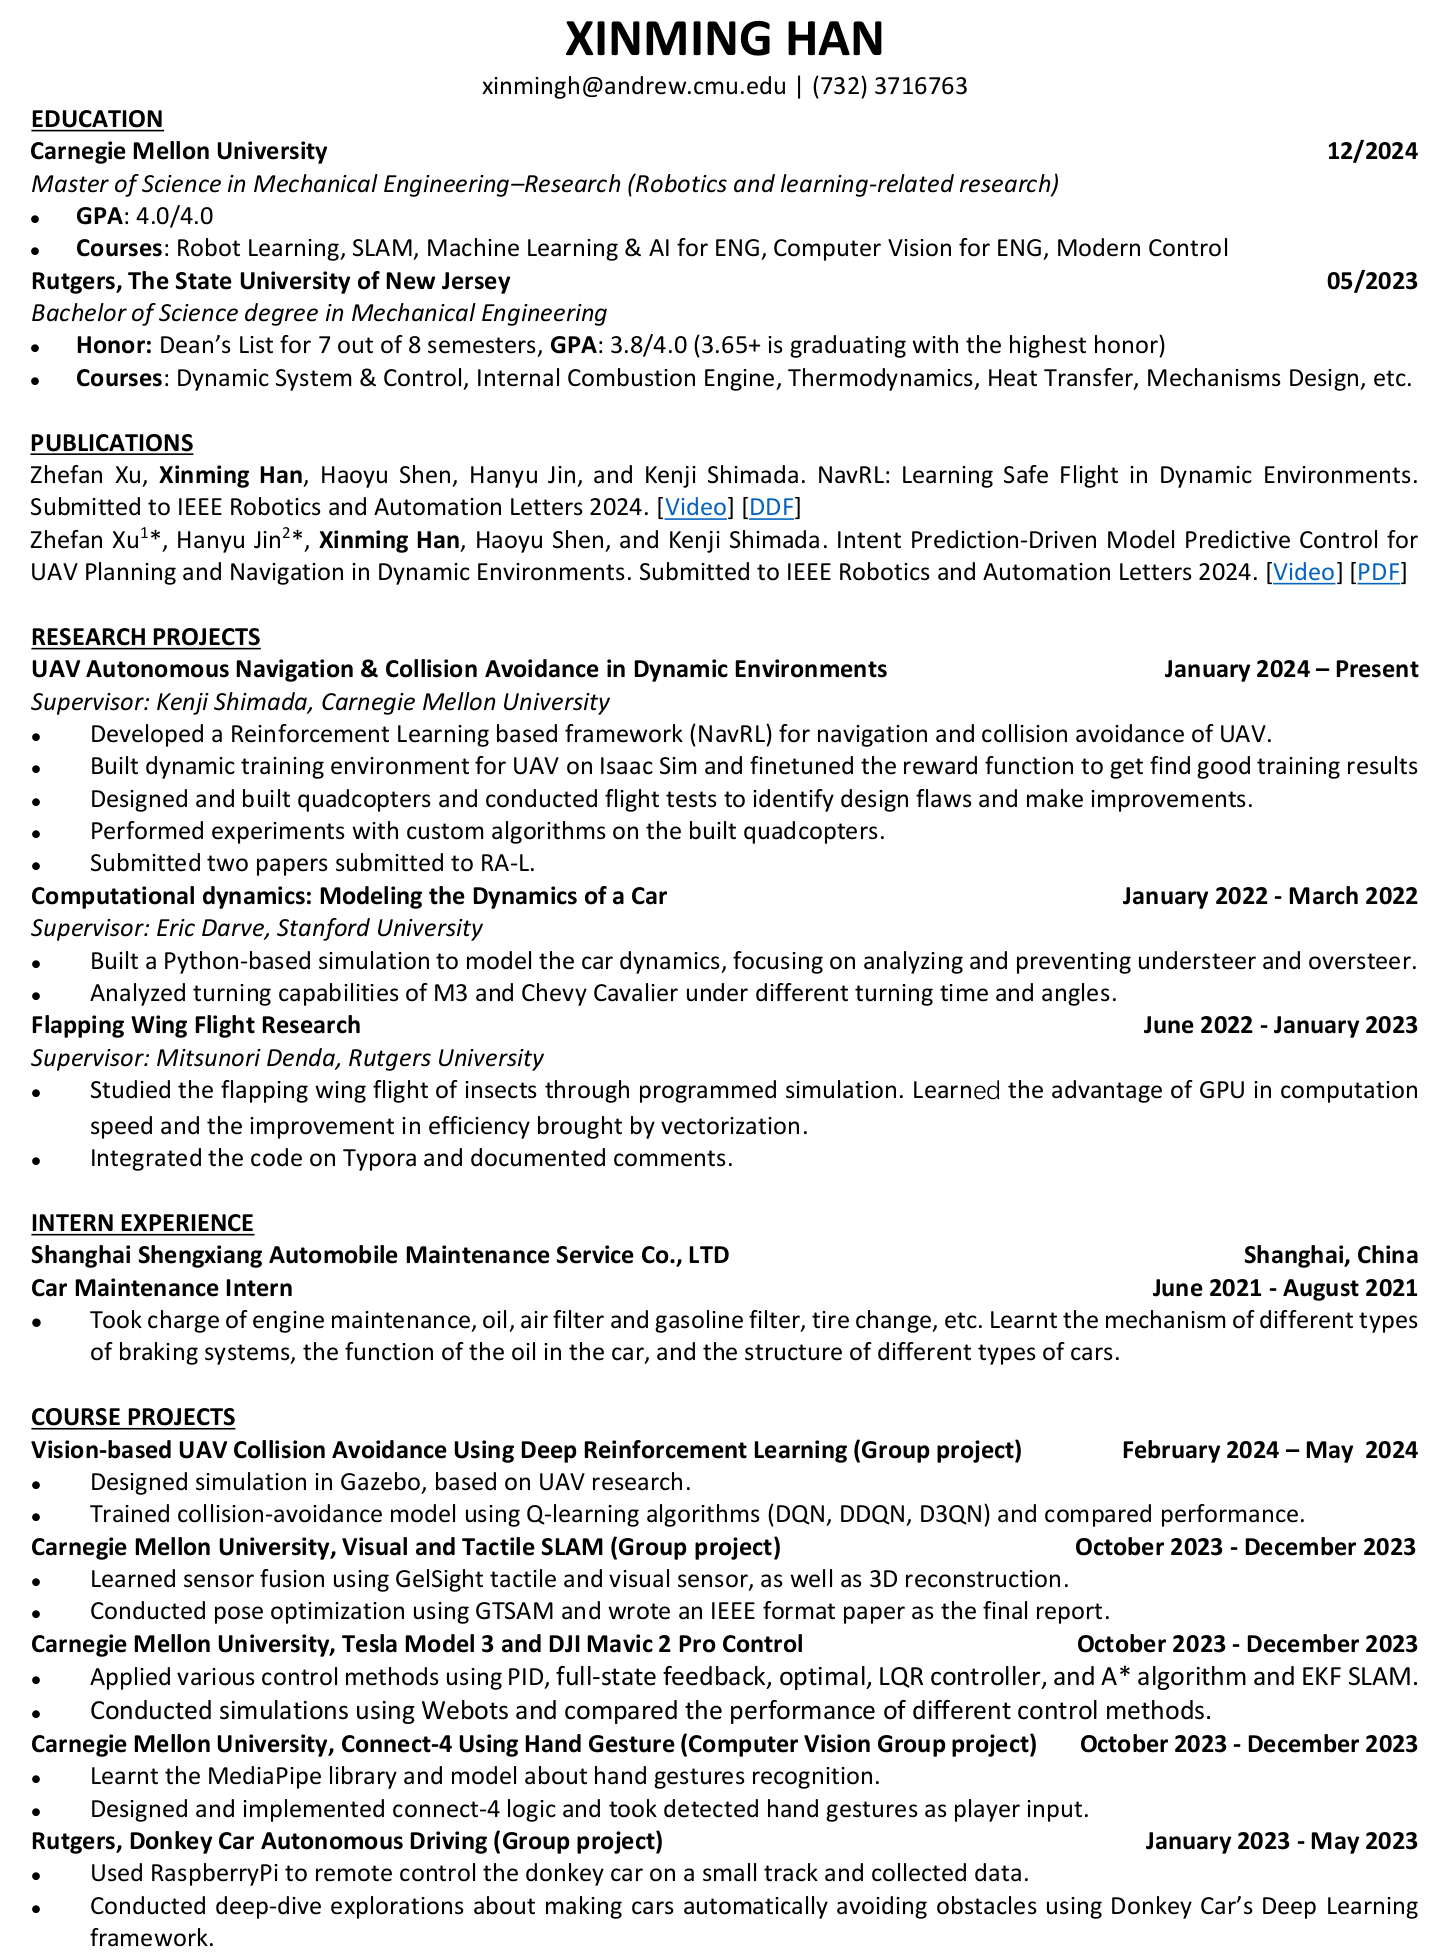 XINMING HAN
xinmingh@andrew.cmu.edu | (732) 3716763
EDUCATION
Carnegie Mellon University 12/2024
Master of Science in Mechanical Engineering–Research (Robotics and learning-related research)
● GPA: 4.0/4.0
● Courses: Robot Learning, SLAM, Machine Learning & AI for ENG, Computer Vision for ENG, Modern Control
Rutgers, The State University of New Jersey 05/2023
Bachelor of Science degree in Mechanical Engineering
● Honor: Dean’s List for 7 out of 8 semesters, GPA: 3.8/4.0 (3.65+ is graduating with the highest honor)
● Courses: Dynamic System & Control, Internal Combustion Engine, Thermodynamics, Heat Transfer, Mechanisms Design, etc.
PUBLICATIONS
Zhefan Xu, Xinming Han, Haoyu Shen, Hanyu Jin, and Kenji Shimada. NavRL: Learning Safe Flight in Dynamic Environments.
Submitted to IEEE Robotics and Automation Letters 2024. [Video] [DDF]
Zhefan Xu¹*, Hanyu Jin²*, Xinming Han, Haoyu Shen, and Kenji Shimada. Intent Prediction-Driven Model Predictive Control for
UAV Planning and Navigation in Dynamic Environments. Submitted to IEEE Robotics and Automation Letters 2024. [Video] [PDF]
RESEARCH PROJECTS
UAV Autonomous Navigation & Collision Avoidance in Dynamic Environments January 2024 – Present
Supervisor: Kenji Shimada, Carnegie Mellon University
● Developed a Reinforcement Learning based framework (NavRL) for navigation and collision avoidance of UAV.
● Built dynamic training environment for UAV on Isaac Sim and finetuned the reward function to get find good training results
● Designed and built quadcopters and conducted flight tests to identify design flaws and make improvements.
● Performed experiments with custom algorithms on the built quadcopters.
● Submitted two papers submitted to RA-L.
Computational dynamics: Modeling the Dynamics of a Car January 2022 - March 2022
Supervisor: Eric Darve, Stanford University
● Built a Python-based simulation to model the car dynamics, focusing on analyzing and preventing understeer and oversteer.
● Analyzed turning capabilities of M3 and Chevy Cavalier under different turning time and angles.
Flapping Wing Flight Research June 2022 - January 2023
Supervisor: Mitsunori Denda, Rutgers University
● Studied the flapping wing flight of insects through programmed simulation. Learned the advantage of GPU in computation
speed and the improvement in efficiency brought by vectorization.
● Integrated the code on Typora and documented comments.
INTERN EXPERIENCE
Shanghai Shengxiang Automobile Maintenance Service Co., LTD Shanghai, China
Car Maintenance Intern June 2021 - August 2021
● Took charge of engine maintenance, oil, air filter and gasoline filter, tire change, etc. Learnt the mechanism of different types
of braking systems, the function of the oil in the car, and the structure of different types of cars.
COURSE PROJECTS
Vision-based UAV Collision Avoidance Using Deep Reinforcement Learning (Group project) February 2024 – May 2024
● Designed simulation in Gazebo, based on UAV research.
● Trained collision-avoidance model using Q-learning algorithms (DQN, DDQN, D3QN) and compared performance.
Carnegie Mellon University, Visual and Tactile SLAM (Group project) October 2023 - December 2023
● Learned sensor fusion using GelSight tactile and visual sensor, as well as 3D reconstruction.
● Conducted pose optimization using GTSAM and wrote an IEEE format paper as the final report.
Carnegie Mellon University, Tesla Model 3 and DJI Mavic 2 Pro Control October 2023 - December 2023
● Applied various control methods using PID, full-state feedback, optimal, LQR controller, and A* algorithm and EKF SLAM.
● Conducted simulations using Webots and compared the performance of different control methods.
Carnegie Mellon University, Connect-4 Using Hand Gesture (Computer Vision Group project) October 2023 - December 2023
● Learnt the MediaPipe library and model about hand gestures recognition.
● Designed and implemented connect-4 logic and took detected hand gestures as player input.
Rutgers, Donkey Car Autonomous Driving (Group project) January 2023 - May 2023
● Used RaspberryPi to remote control the donkey car on a small track and collected data.
● Conducted deep-dive explorations about making cars automatically avoiding obstacles using Donkey Car’s Deep Learning
framework.